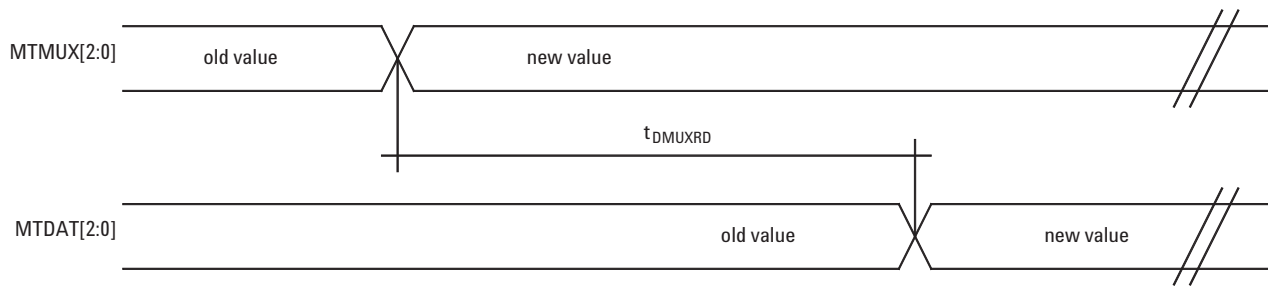 MTMUX[2:0] old value new value
tDMUXRD
MTDAT[2:0] old value new value